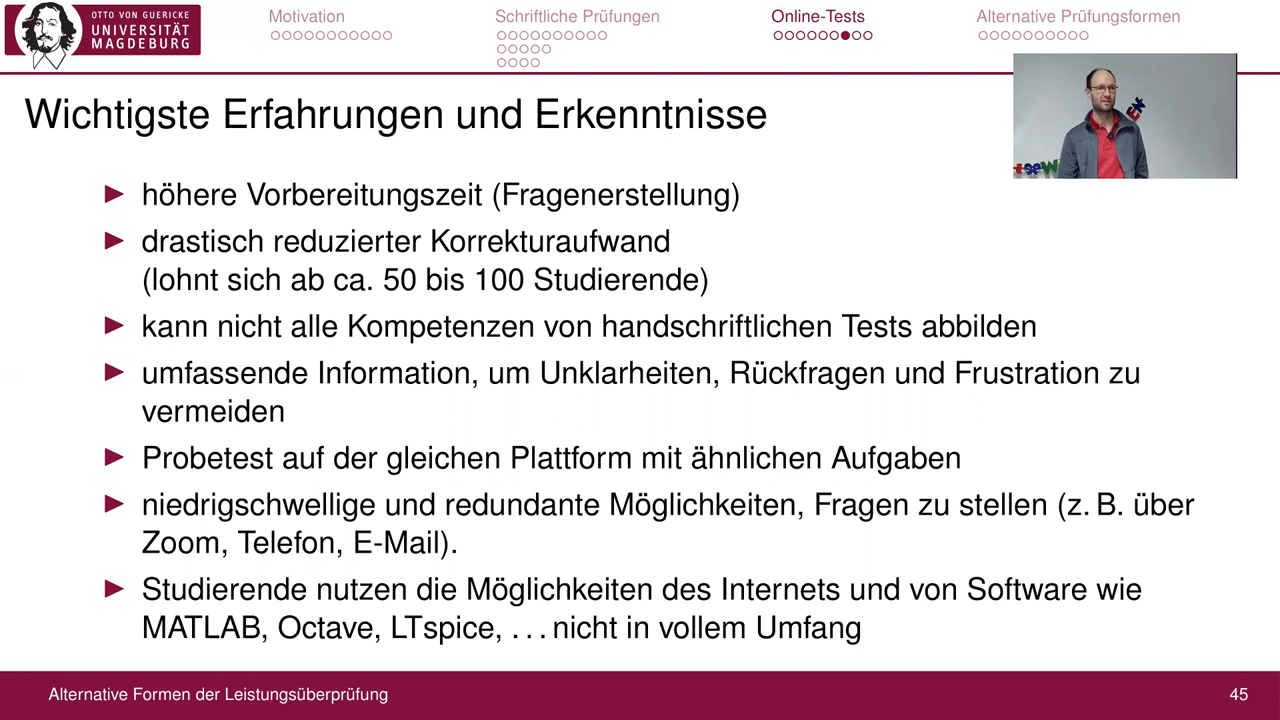 OTTO VON GUERICKE
UNIVERSITÄT
MAGDEBURG
Motivation
Schriftliche Prüfungen
Online-Tests
Alternative Prüfungsformen
Wichtigste Erfahrungen und Erkenntnisse
höhere Vorbereitungszeit (Fragenerstellung)
drastisch reduzierter Korrekturaufwand
(lohnt sich ab ca. 50 bis 100 Studierende)
kann nicht alle Kompetenzen von handschriftlichen Tests abbilden
umfassende Information, um Unklarheiten, Rückfragen und Frustration zu
vermeiden
Probetest auf der gleichen Plattform mit ähnlichen Aufgaben
niedrigschwellige und redundante Möglichkeiten, Fragen zu stellen (z. B. über
Zoom, Telefon, E-Mail).
Studierende nutzen die Möglichkeiten des Internets und von Software wie
MATLAB, Octave, LTspice, ... nicht in vollem Umfang
Alternative Formen der Leistungsüberprüfung
45